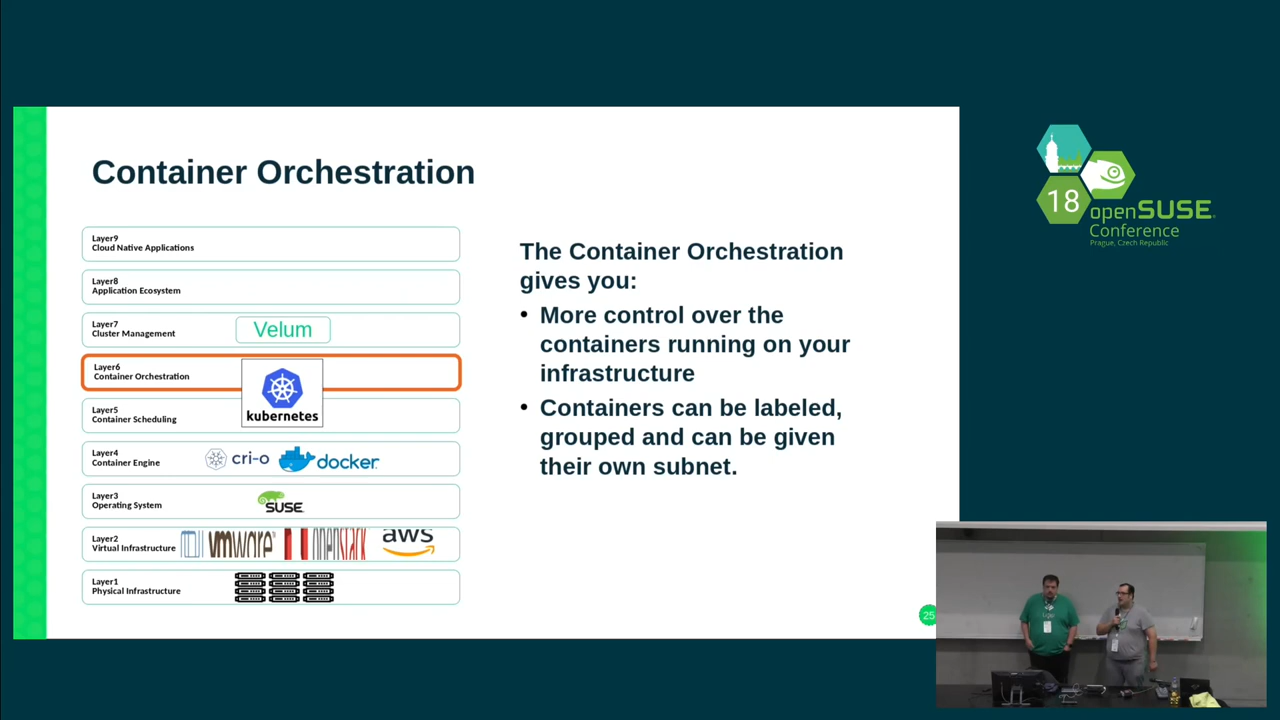 Container Orchestration
Layer9
Cloud Native Applications
Layer8
Application Ecosystem
Layer7
Cluster Management
Velum
Layer6
Container Orchestration
kubernetes
Layer5
Container Scheduling
Layer4
Container Engine
cri-o
docker
Layer3
Operating System
SUSE
Layer2
Virtual Infrastructure
vmware
openstack
aws
Layer1
Physical Infrastructure
The Container Orchestration
gives you:
• More control over the
containers running on your
infrastructure
• Containers can be labeled,
grouped and can be given
their own subnet.
25
18
openSUSE
Conference
Prague, Czech Republic